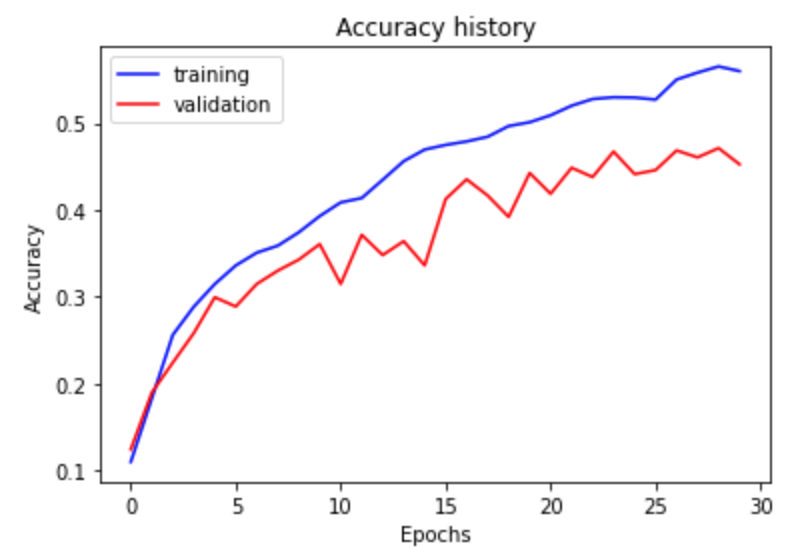 Accuracy history
training
validation
0.5
0.4
0.3
0.2
0.1
Accuracy
0 5 10 15 20 25 30
Epochs